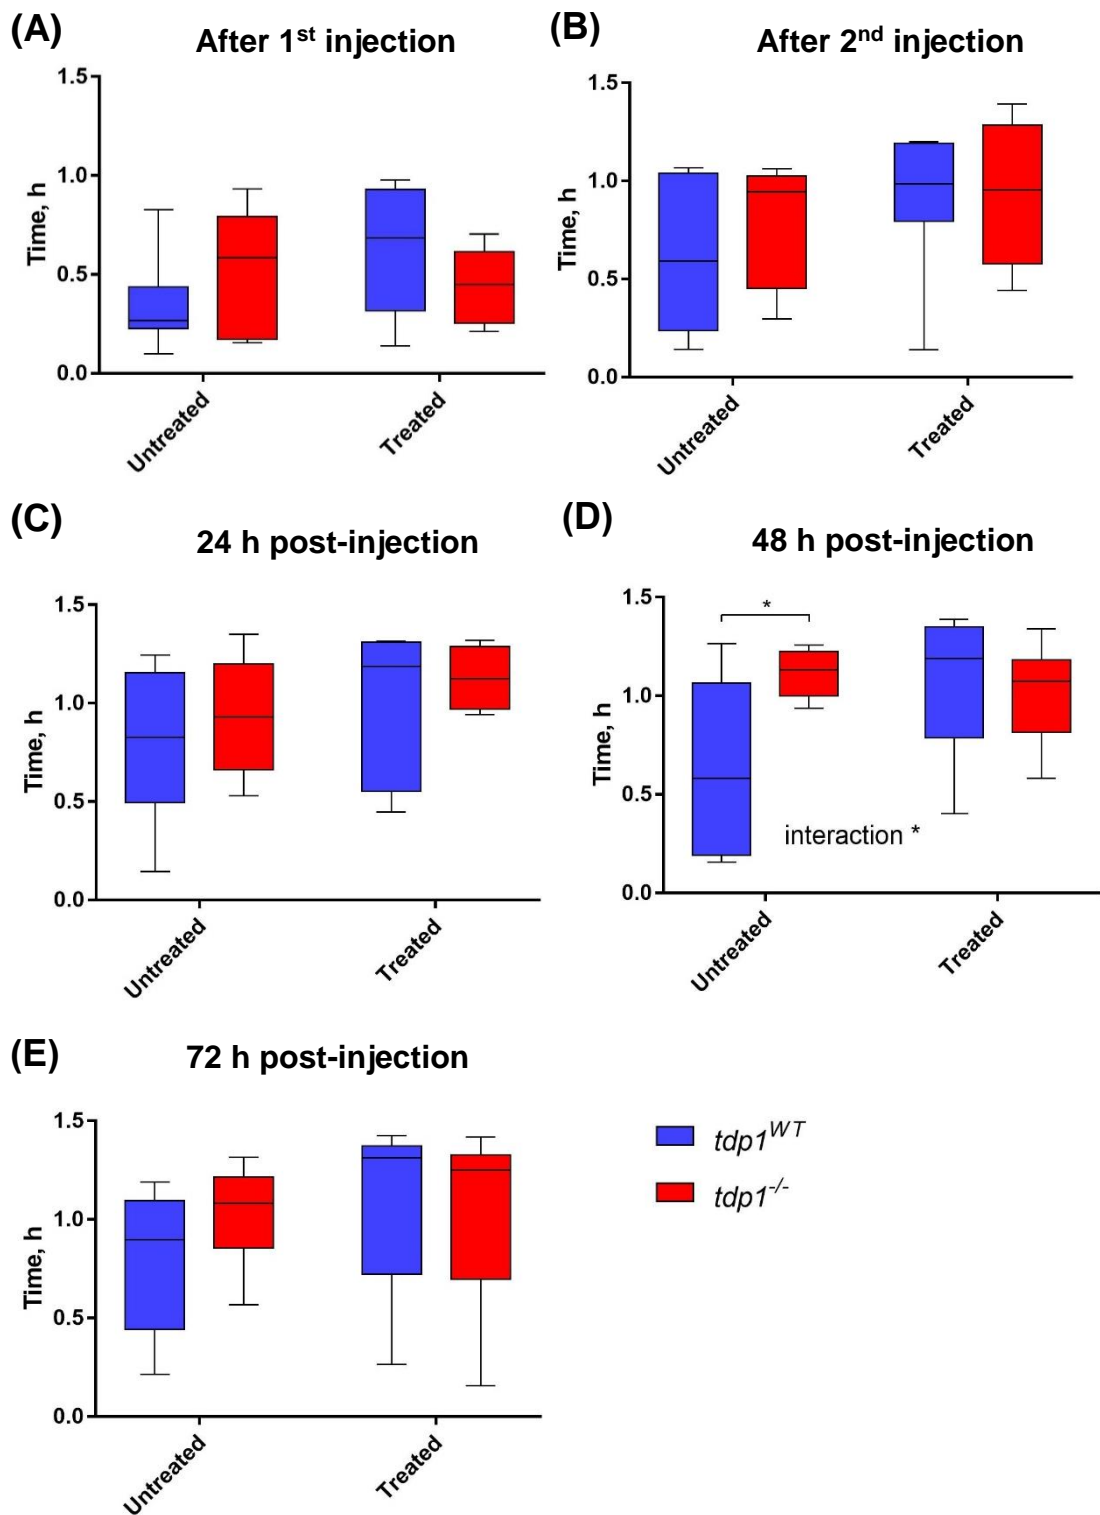 (A)
After 1st injection
Time, h
1.5
1.0
0.5
0.0
Untreated
Treated
(B)
After 2nd injection
Time, h
1.5
1.0
0.5
0.0
Untreated
Treated
(C)
24 h post-injection
Time, h
1.5
1.0
0.5
0.0
Untreated
Treated
(D)
48 h post-injection
Time, h
1.5
1.0
0.5
0.0
*
interaction *
Untreated
Treated
(E)
72 h post-injection
Time, h
1.5
1.0
0.5
0.0
Untreated
Treated
tdp1WT
tdp1-/-